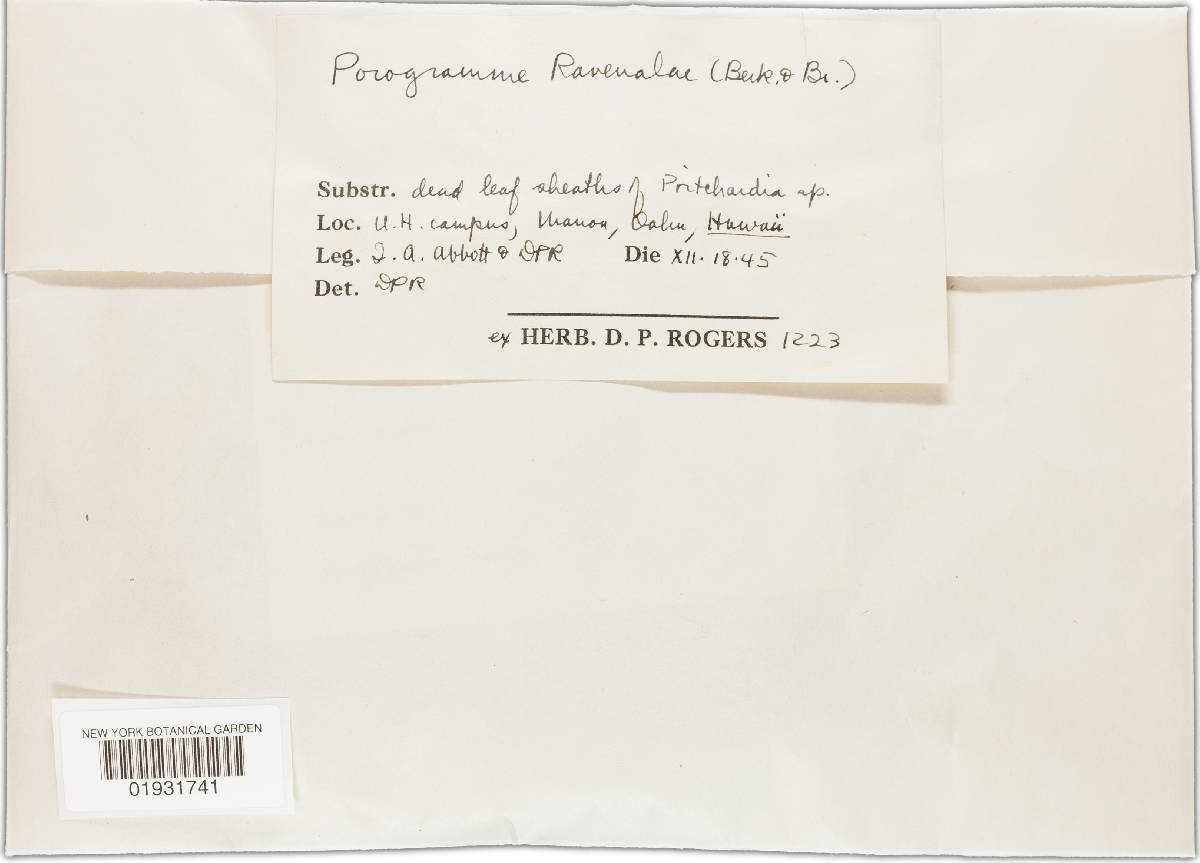 Porogramme Ravenalae (Berk. & Br.)
Substr. dead leaf sheaths of Pritchardia sp.
Loc. U.H. campus, Manoa, Oahu, Hawaii
Leg. I. A. Abbott & DPR Die XII. 18. 45
Det. DPR
ex HERB. D. P. ROGERS 1223
NEW YORK BOTANICAL GARDEN
01931741